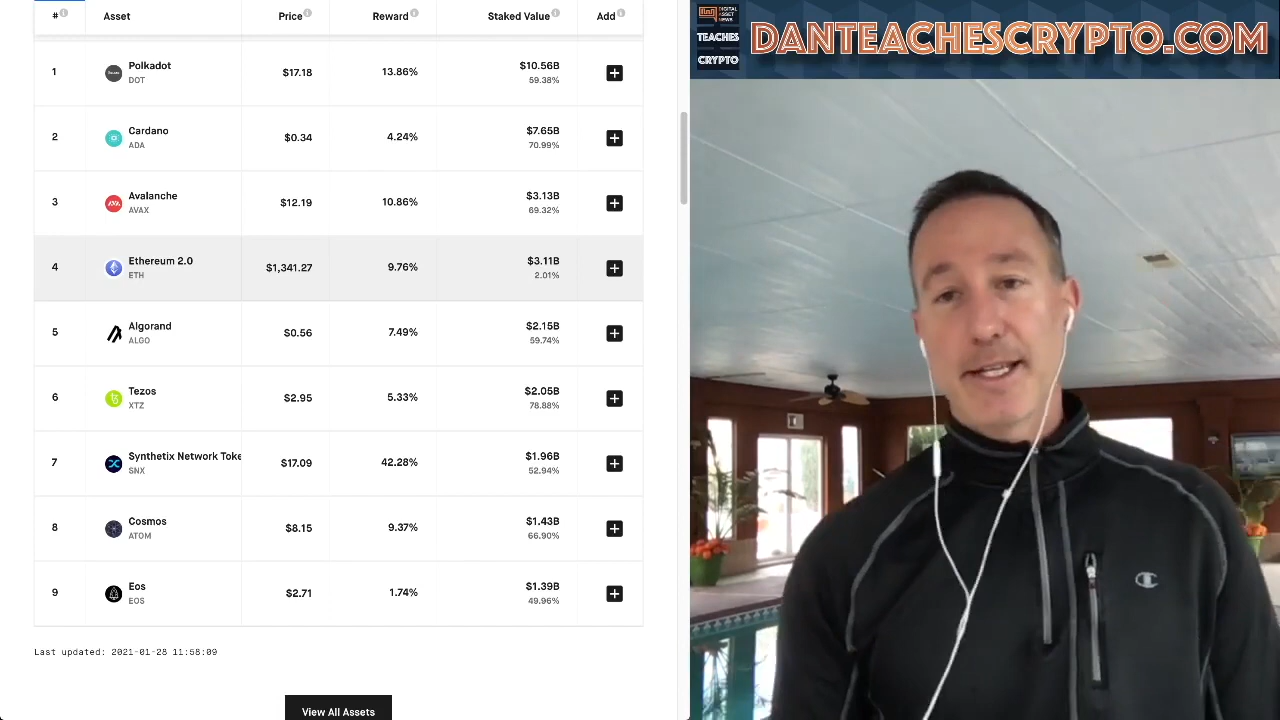 # Asset Price Reward Staked Value Add
1 Polkadot $17.18 13.86% $10.56B
DOT 59.38%
2 Cardano $0.34 4.24% $7.65B
ADA 70.99%
3 Avalanche $12.19 10.86% $3.13B
AVAX 69.32%
4 Ethereum 2.0 $1,341.27 9.76% $3.11B
ETH 2.01%
5 Algorand $0.56 7.49% $2.15B
ALGO 59.74%
6 Tezos $2.95 5.33% $2.05B
XTZ 78.88%
7 Synthetix Network Toke $17.09 42.28% $1.96B
SNX 52.94%
8 Cosmos $8.15 9.37% $1.43B
ATOM 66.90%
9 Eos $2.71 1.74% $1.39B
EOS 49.96%
Last updated: 2021-01-28 11:58:09
View All Assets
DIGITAL
ASSET
NEWS
TEACHES
CRYPTO
DANTEACHESCRYPTO.COM